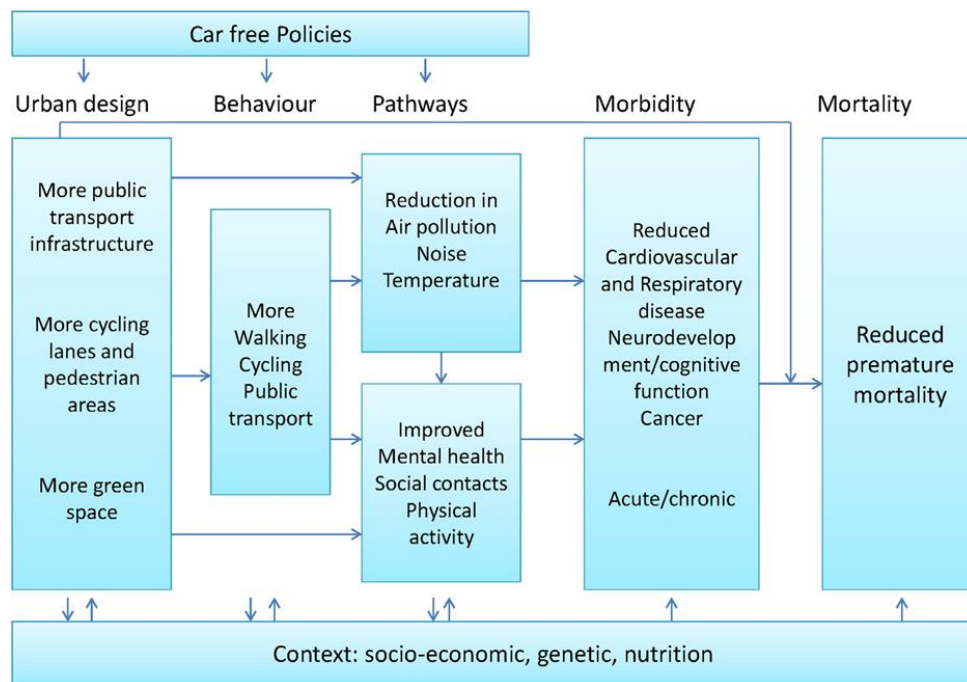 Car free Policies
Urban design
Behaviour
Pathways
Morbidity
Mortality
More public
transport
infrastructure
More cycling
lanes and
pedestrian
areas
More green
space
More
Walking
Cycling
Public
transport
Reduction in
Air pollution
Noise
Temperature
Improved
Mental health
Social contacts
Physical
activity
Reduced
Cardiovascular
and Respiratory
disease
Neurodevelop
ment/cognitive
function
Cancer
Acute/chronic
Reduced
premature
mortality
Context: socio-economic, genetic, nutrition